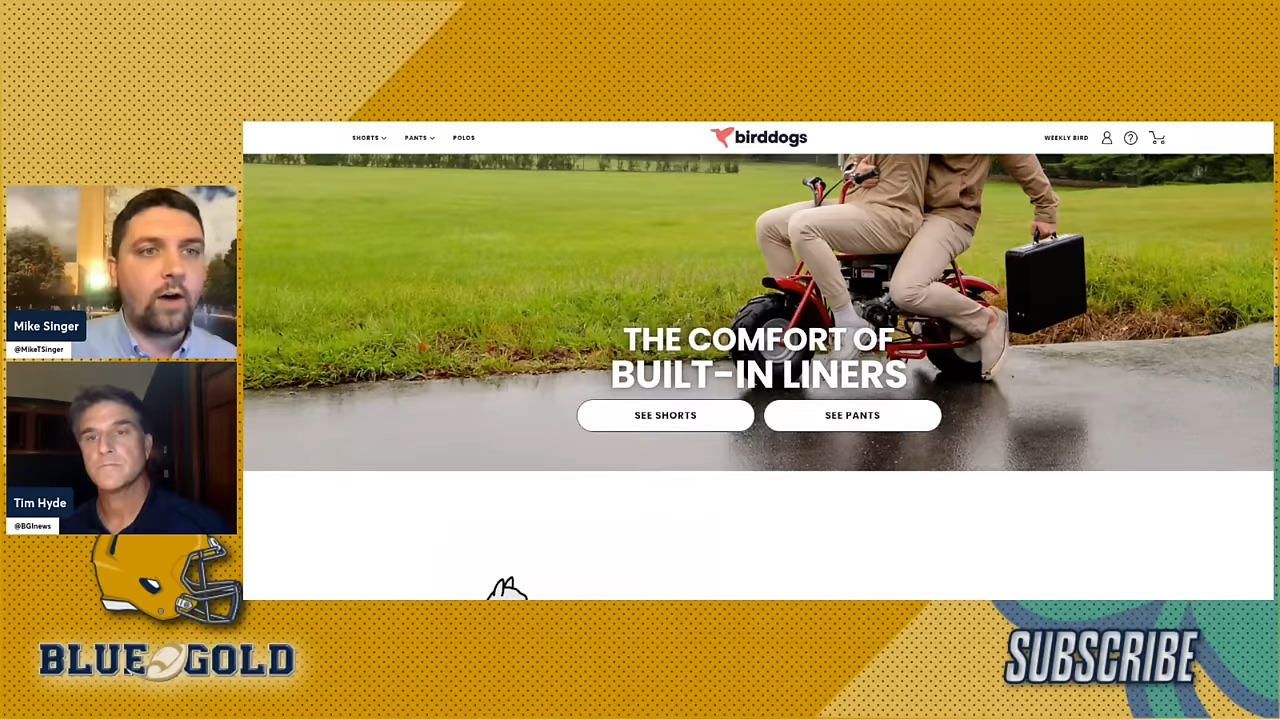 SHORTS
PANTS
POLOS
birddogs
WEEKLY BIRD
?
THE COMFORT OF
BUILT-IN LINERS
SEE SHORTS
SEE PANTS
Mike Singer
@MikeTSinger
Tim Hyde
@BGInews
BLUE GOLD
SUBSCRIBE